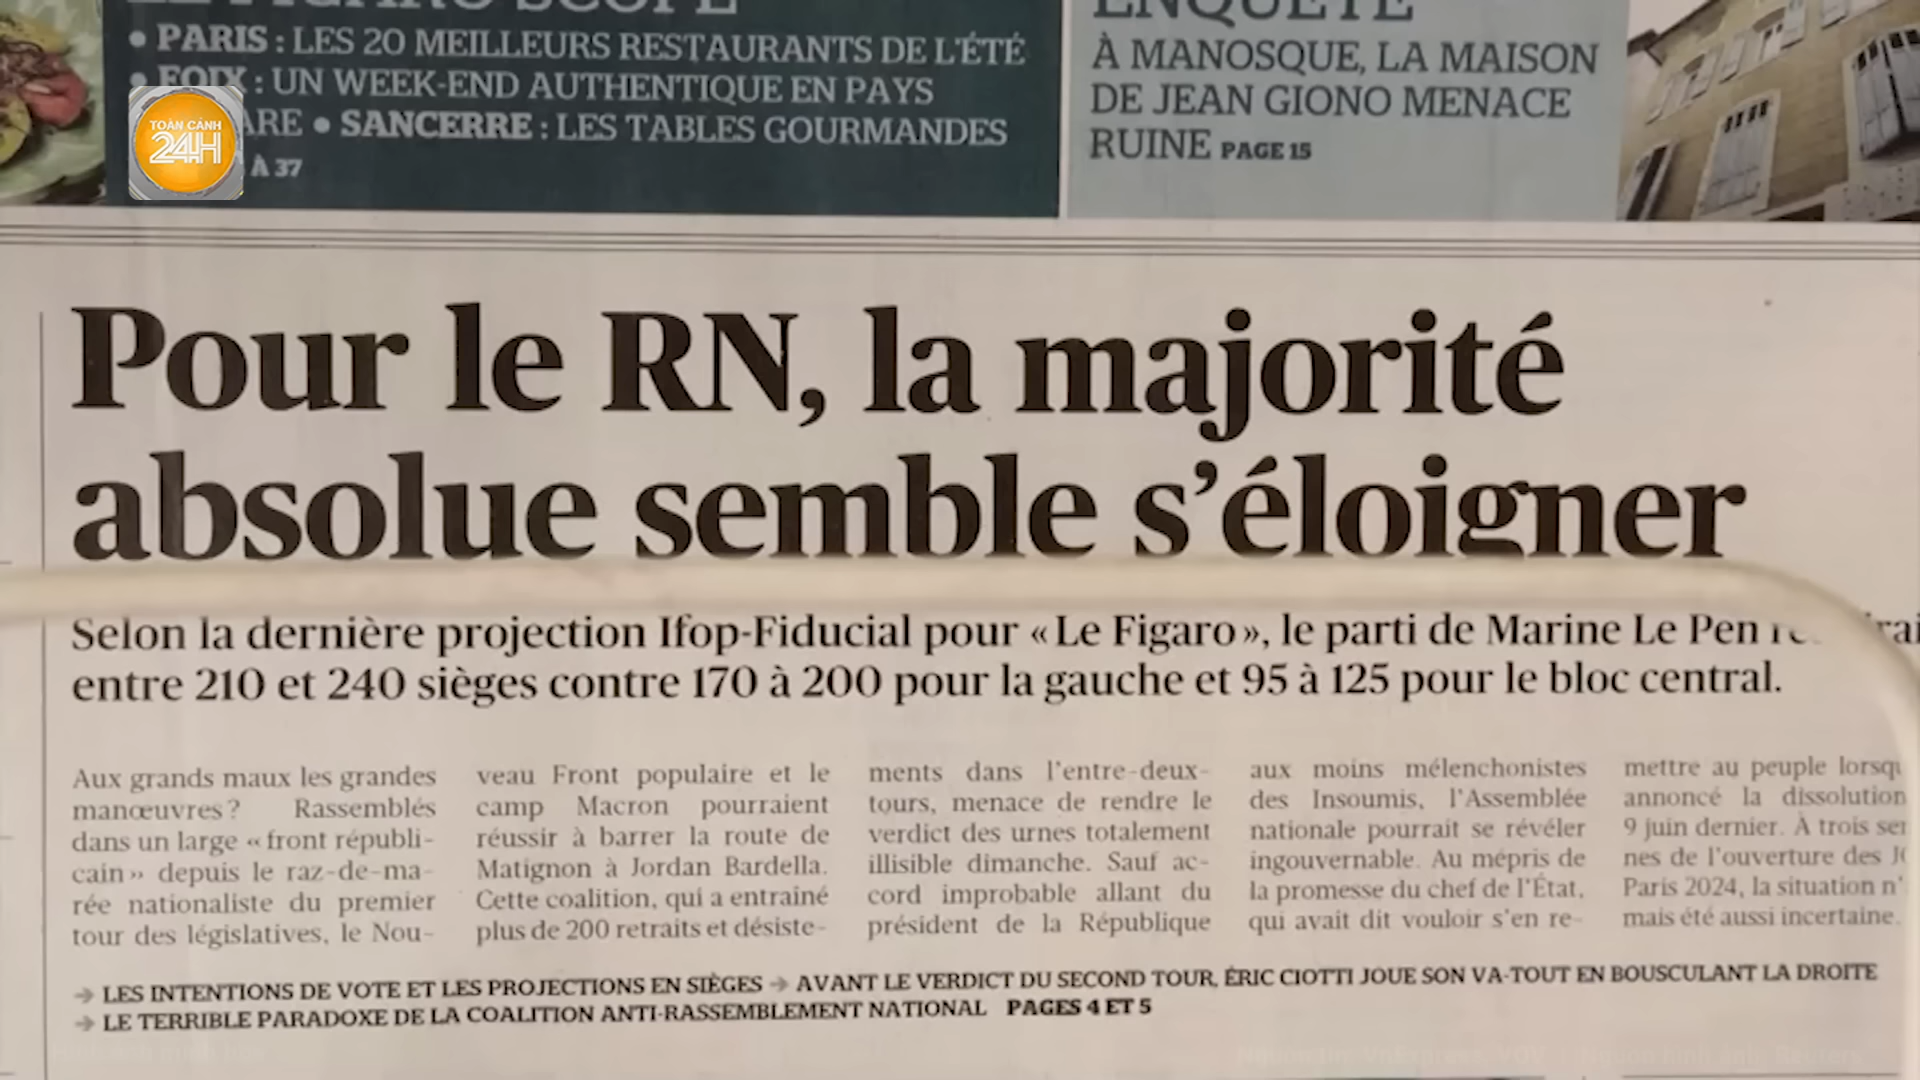 LE FIGARO SCOPE
• PARIS : LES 20 MEILLEURS RESTAURANTS DE L'ÉTÉ
• FOIX : UN WEEK-END AUTHENTIQUE EN PAYS
ARE • SANCERRE : LES TABLES GOURMANDES
À 37
TOÀN CẢNH
24H
ENQUÊTE
À MANOSQUE, LA MAISON
DE JEAN GIONO MENACE
RUINE PAGE 15
Pour le RN, la majorité
absolue semble s'éloigner
Selon la dernière projection Ifop-Fiducial pour « Le Figaro », le parti de Marine Le Pen
entre 210 et 240 sièges contre 170 à 200 pour la gauche et 95 à 125 pour le bloc central.
Aux grands maux les grandes
manœuvres ? Rassemblés
dans un large « front républi-
cain » depuis le raz-de-ma-
rée nationaliste du premier
tour des législatives, le Nou-
veau Front populaire et le
camp Macron pourraient
réussir à barrer la route de
Matignon à Jordan Bardella.
Cette coalition, qui a entraîné
plus de 200 retraits et désiste-
ments dans l'entre-deux-
tours, menace de rendre le
verdict des urnes totalement
illisible dimanche. Sauf ac-
cord improbable allant du
président de la République
aux moins mélenchonistes
des Insoumis, l'Assemblée
nationale pourrait se révéler
ingouvernable. Au mépris de
la promesse du chef de l'État,
qui avait dit vouloir s'en re-
mettre au peuple lorsqu
annoncé la dissolution
9 juin dernier. À trois se
nes de l'ouverture des J
Paris 2024, la situation n'
mais été aussi incertaine.
➔ LES INTENTIONS DE VOTE ET LES PROJECTIONS EN SIÈGES ➔ AVANT LE VERDICT DU SECOND TOUR, ÉRIC CIOTTI JOUE SON VA-TOUT EN BOUSCULANT LA DROITE
➔ LE TERRIBLE PARADOXE DE LA COALITION ANTI-RASSEMBLEMENT NATIONAL PAGES 4 ET 5